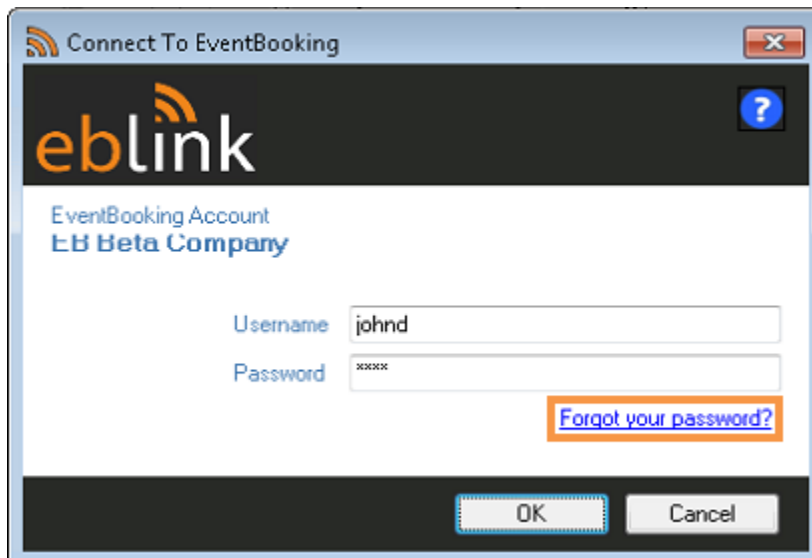 Connect To EventBooking
eblink
?
EventBooking Account
EB Beta Company
Username johnd
Password ****
Forgot your password?
OK Cancel